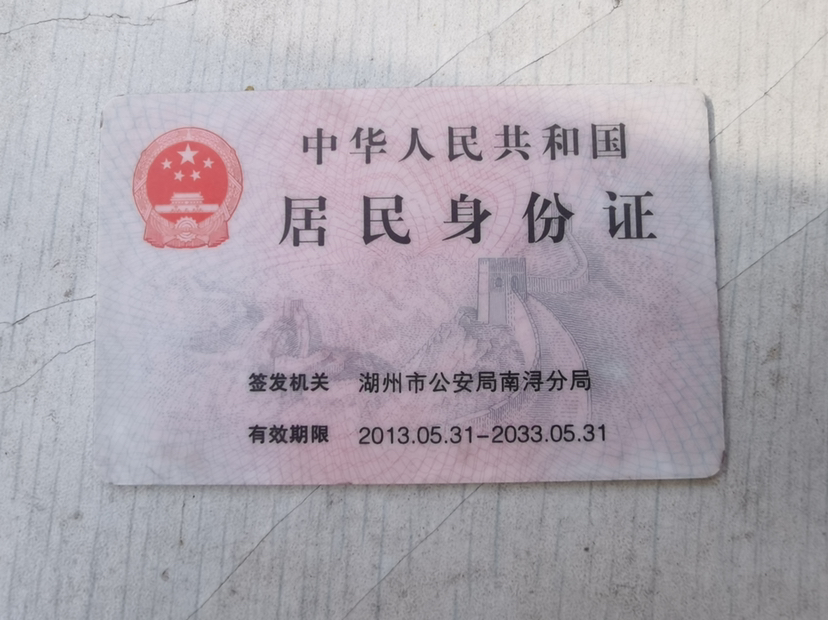 中华人民共和国
居民身份证
签发机关 湖州市公安局南浔分局
有效期限 2013.05.31-2033.05.31